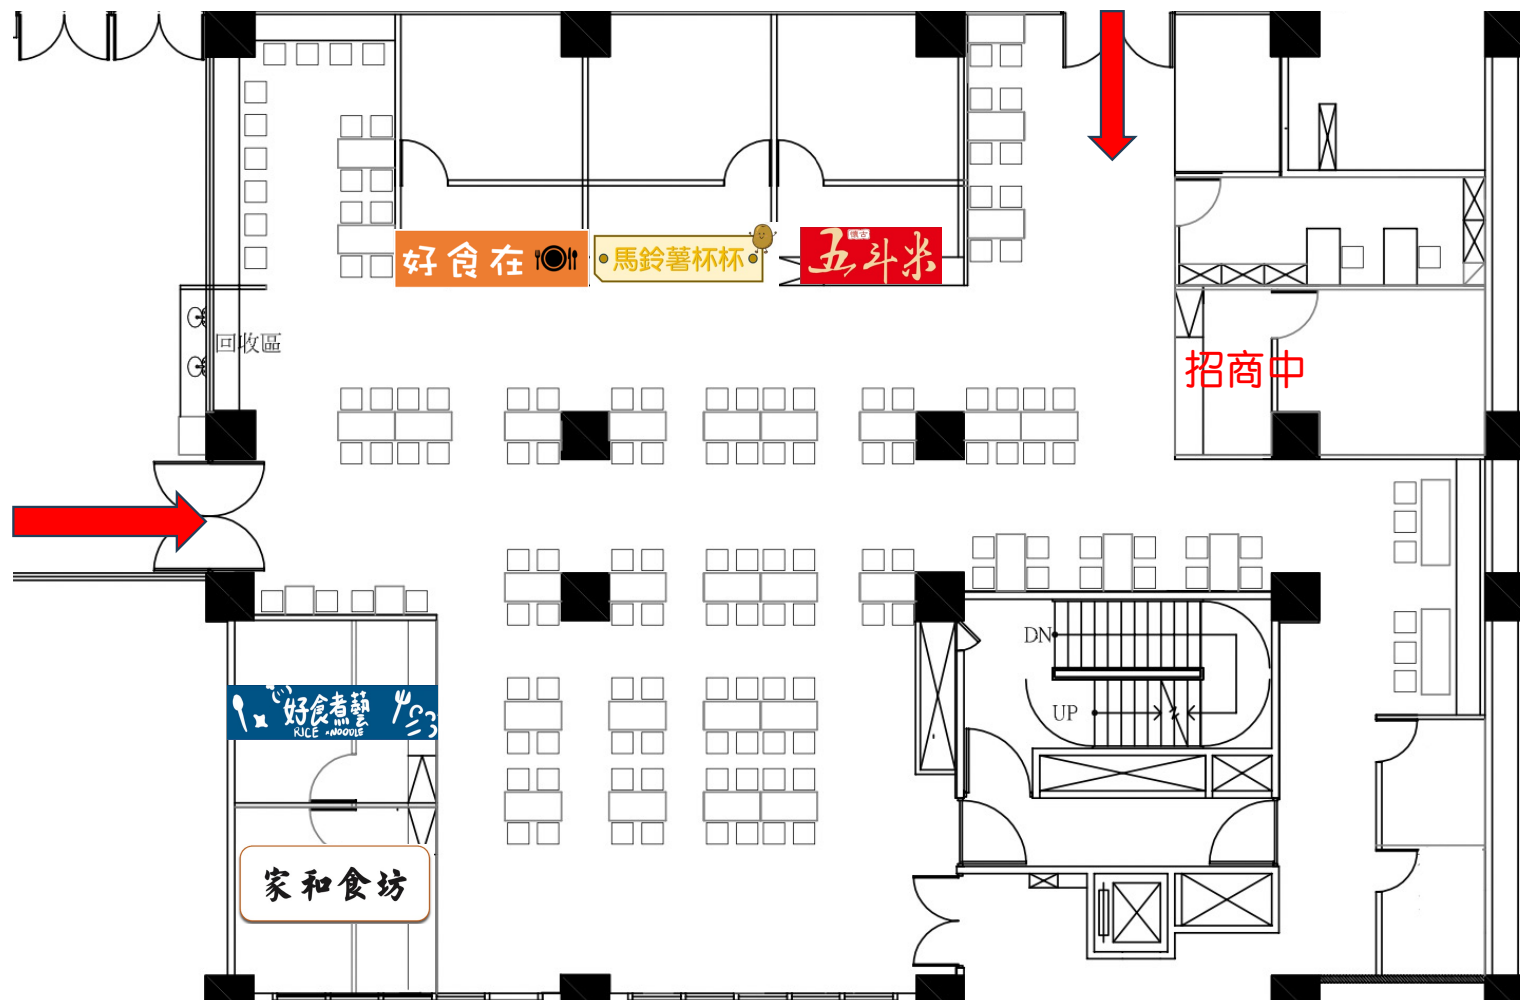 好食在
馬鈴薯杯杯
懷古
五斗米
回收區
招商中
DN
UP
好食煮藝
RICE & NOODLE
家和食坊